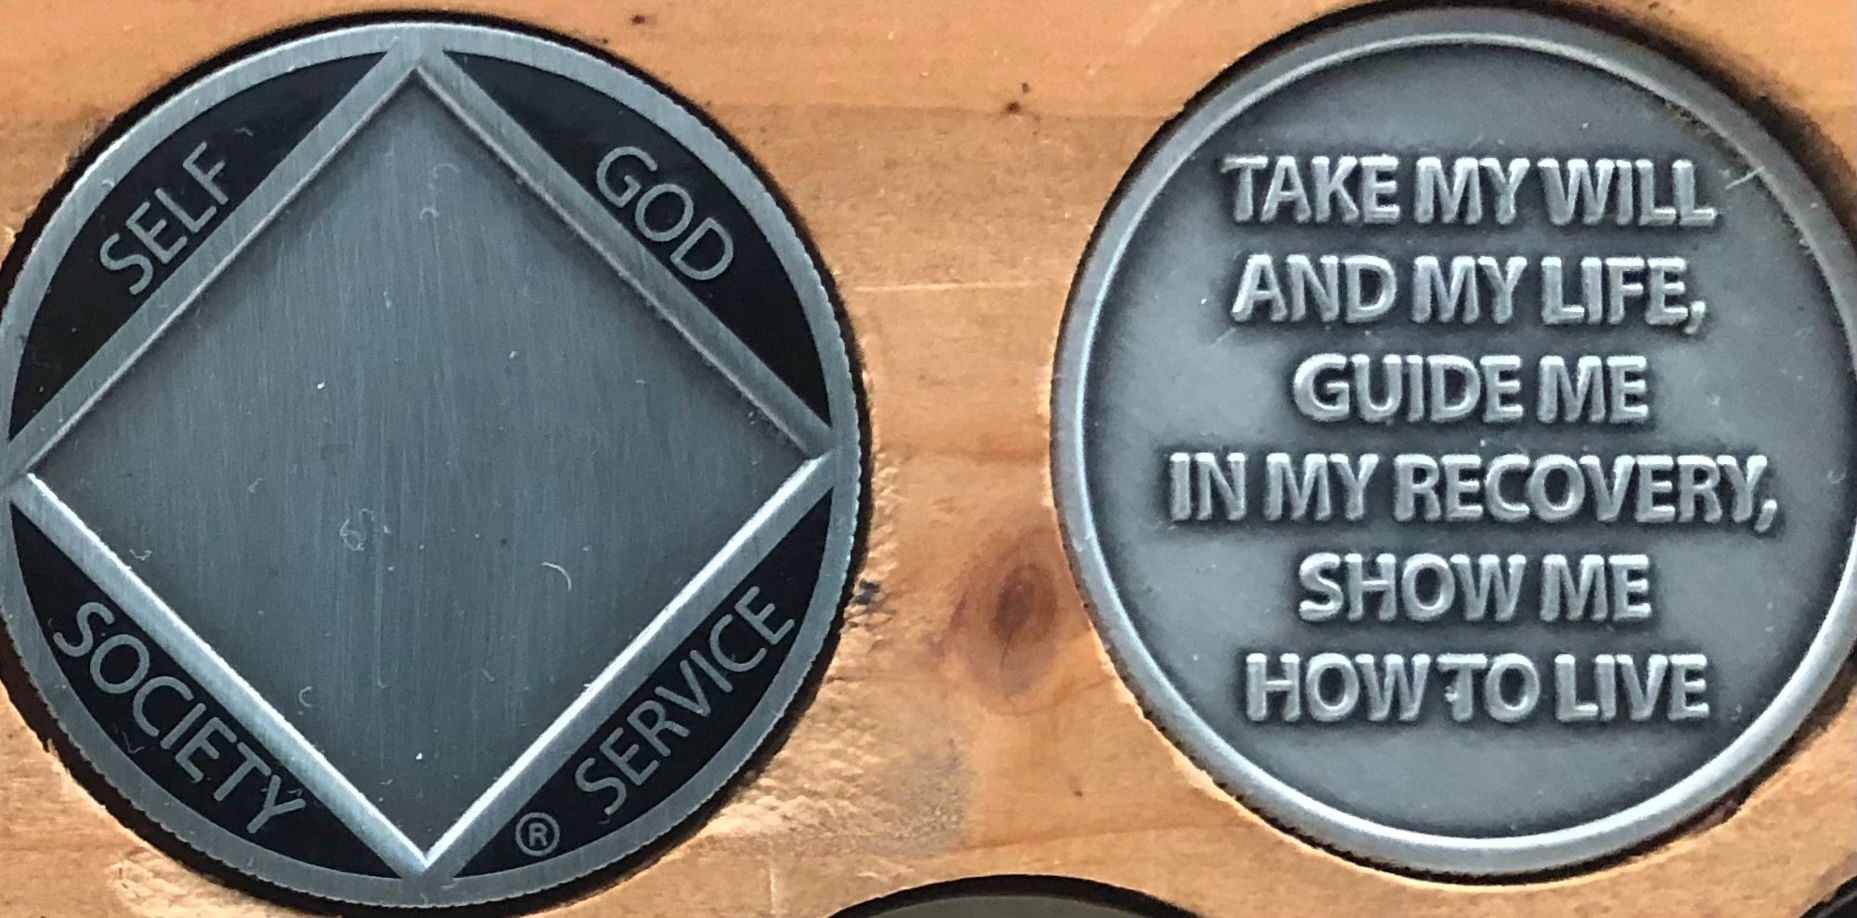 SELF
GOD
SOCIETY
® SERVICE
TAKE MY WILL
AND MY LIFE,
GUIDE ME
IN MY RECOVERY,
SHOW ME
HOW TO LIVE